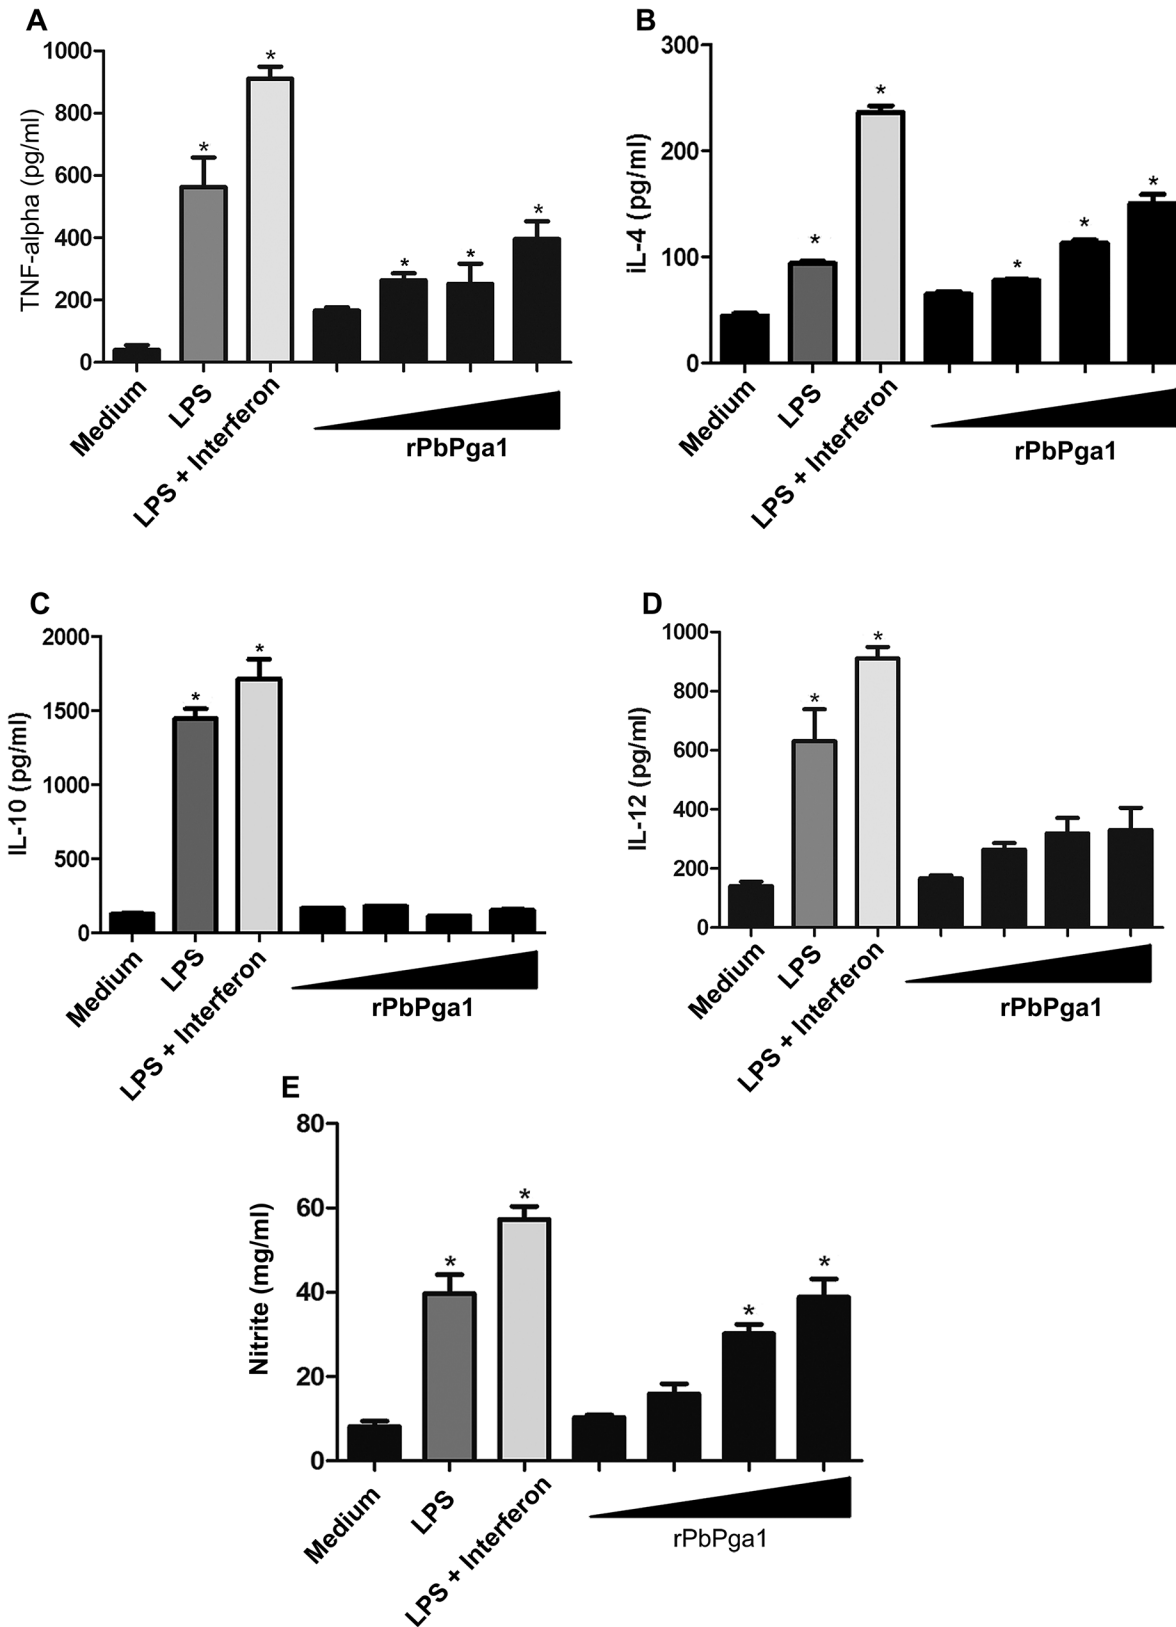 A
TNF-alpha (pg/ml)
1000
800
600
400
200
0
*
*
*
*
*
*
Medium
LPS
LPS + Interferon
rPbPga1
B
iL-4 (pg/ml)
300
200
100
0
*
*
*
*
*
Medium
LPS
LPS + Interferon
rPbPga1
C
IL-10 (pg/ml)
2000
1500
1000
500
0
*
*
Medium
LPS
LPS + Interferon
rPbPga1
D
IL-12 (pg/ml)
1000
800
600
400
200
0
*
*
Medium
LPS
LPS + Interferon
rPbPga1
E
Nitrite (mg/ml)
80
60
40
20
0
*
*
*
*
Medium
LPS
LPS + Interferon
rPbPga1